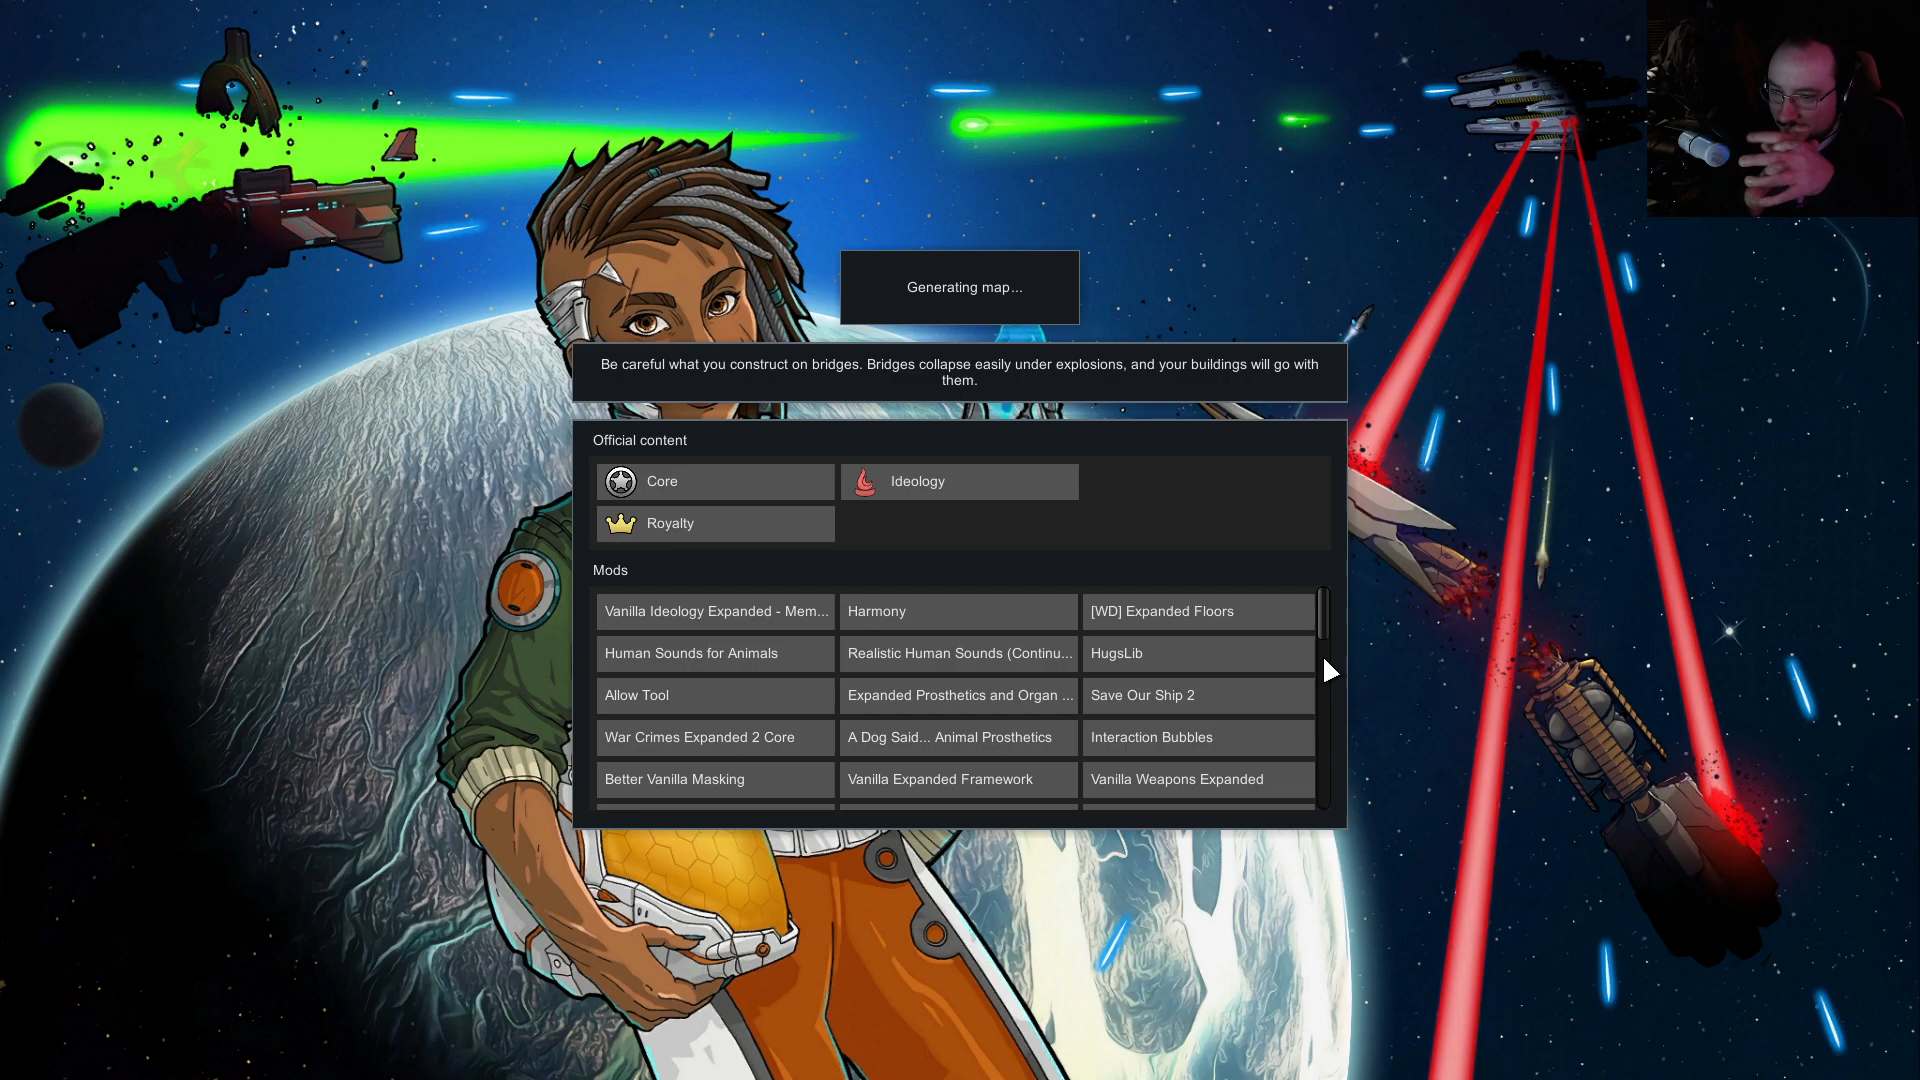 Generating map...
Be careful what you construct on bridges. Bridges collapse easily under explosions, and your buildings will go with
them.
Official content
Core
Ideology
Royalty
Mods
Vanilla Ideology Expanded - Mem...
Harmony
[WD] Expanded Floors
Human Sounds for Animals
Realistic Human Sounds (Continu...
HugsLib
Allow Tool
Expanded Prosthetics and Organ ...
Save Our Ship 2
War Crimes Expanded 2 Core
A Dog Said... Animal Prosthetics
Interaction Bubbles
Better Vanilla Masking
Vanilla Expanded Framework
Vanilla Weapons Expanded